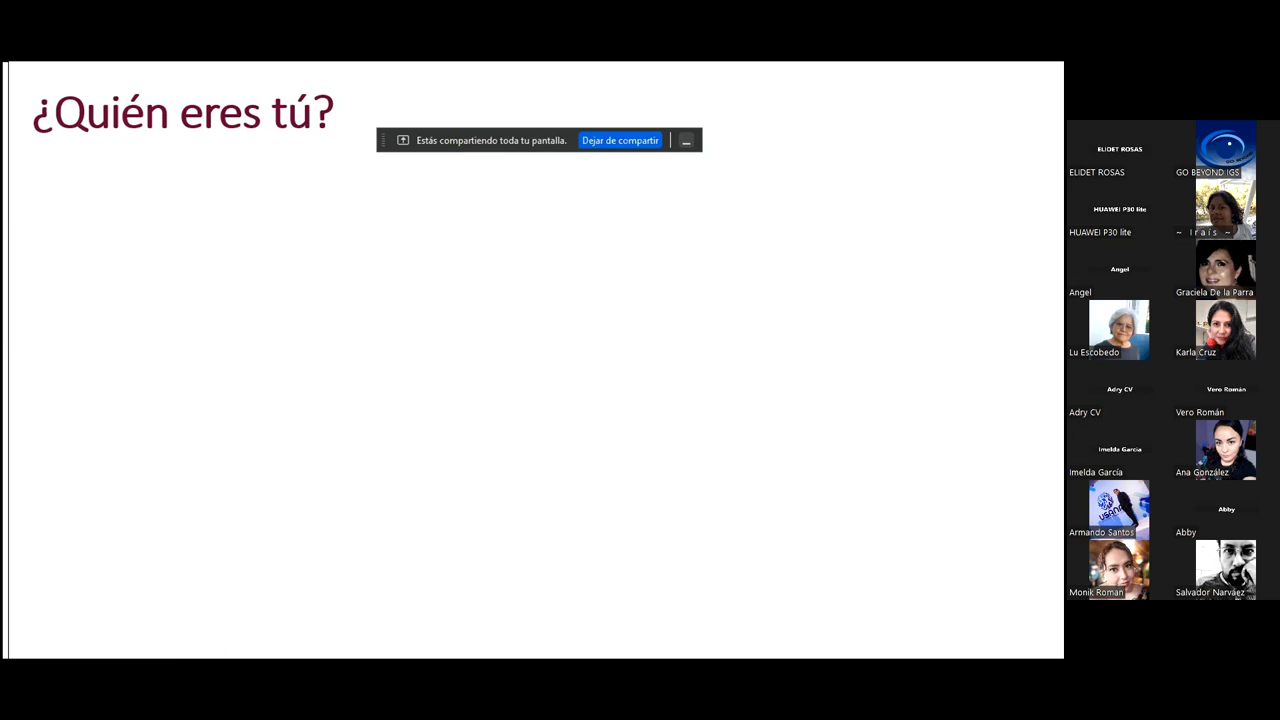 ¿Quién eres tú?
Estás compartiendo toda tu pantalla. Dejar de compartir
ELIDET ROSAS
ELIDET ROSAS
GO BEYOND IGS
HUAWEI P30 lite
HUAWEI P30 lite
~ I r a í s ~
Angel
Angel
Graciela De la Parra
Lu Escobedo
Karla Cruz
Adry CV
Adry CV
Vero Román
Vero Román
Imelda García
Imelda García
Ana González
USANA
Armando Santos
Abby
Abby
Monik Roman
Salvador Narváez